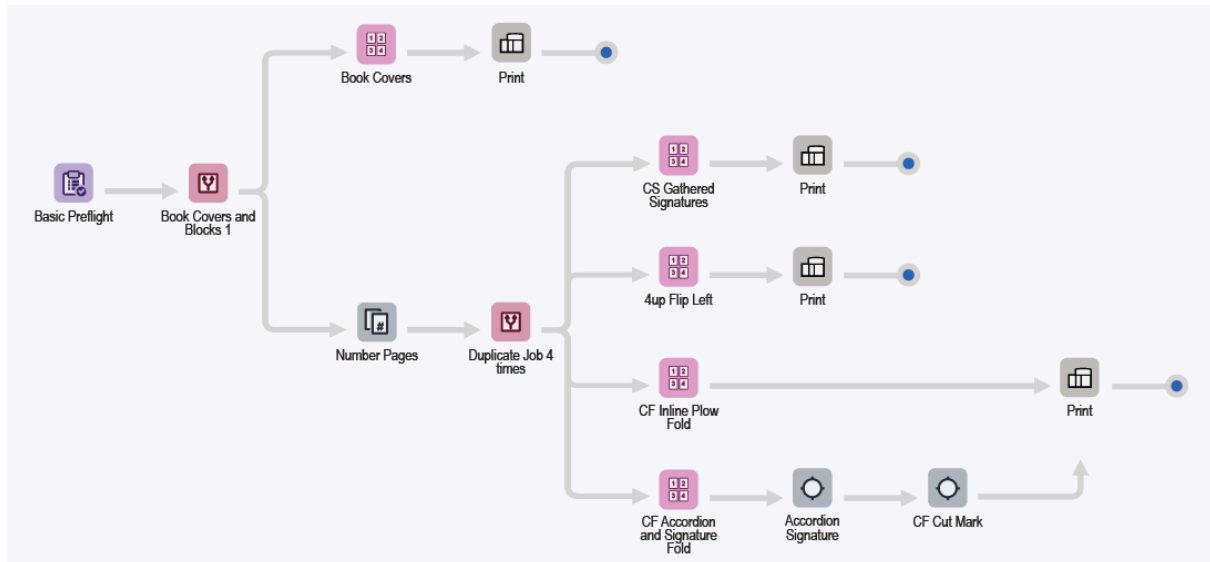 Book Covers
Print
CS Gathered
Signatures
Print
Basic Preflight
Book Covers and
Blocks 1
4up Flip Left
Print
Number Pages
Duplicate Job 4
times
CF Inline Plow
Fold
Print
CF Accordion
and Signature
Fold
Accordion
Signature
CF Cut Mark